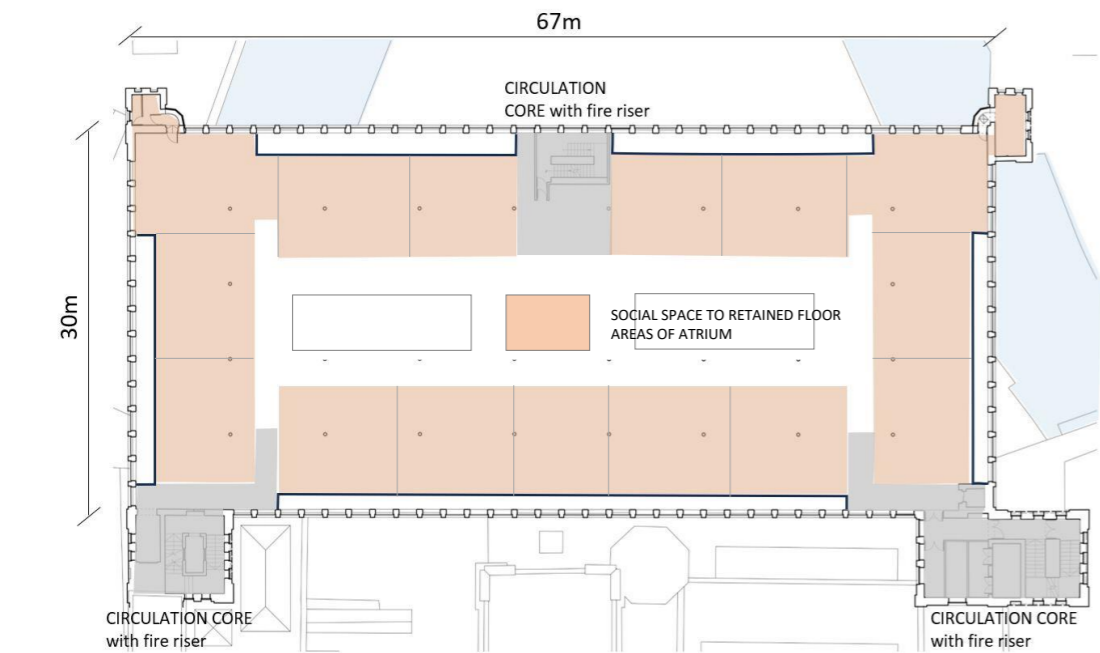 67m
CIRCULATION
CORE with fire riser
30m
SOCIAL SPACE TO RETAINED FLOOR
AREAS OF ATRIUM
CIRCULATION CORE
with fire riser
CIRCULATION CORE
with fire riser